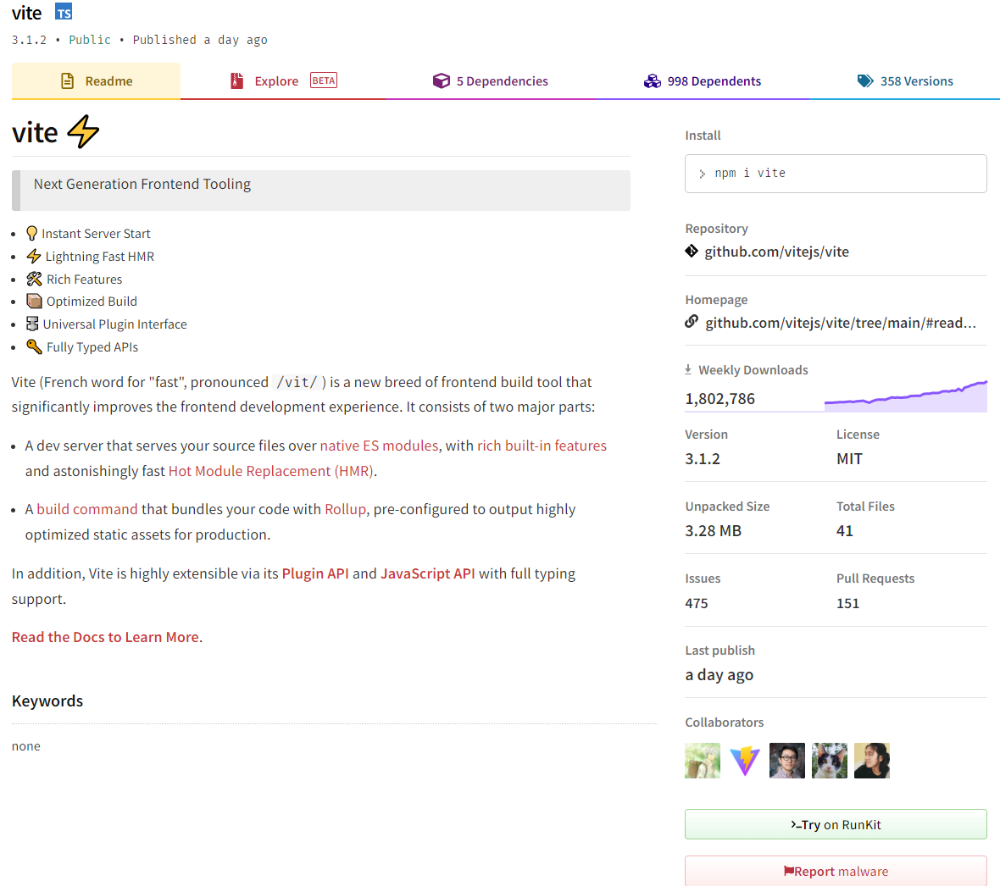 vite TS
3.1.2 • Public • Published a day ago
Readme
Explore BETA
5 Dependencies
998 Dependents
358 Versions
vite
Next Generation Frontend Tooling
Instant Server Start
Lightning Fast HMR
Rich Features
Optimized Build
Universal Plugin Interface
Fully Typed APIs
Vite (French word for "fast", pronounced /vit/ ) is a new breed of frontend build tool that
significantly improves the frontend development experience. It consists of two major parts:
• A dev server that serves your source files over native ES modules, with rich built-in features
and astonishingly fast Hot Module Replacement (HMR).
• A build command that bundles your code with Rollup, pre-configured to output highly
optimized static assets for production.
In addition, Vite is highly extensible via its Plugin API and JavaScript API with full typing
support.
Read the Docs to Learn More.
Keywords
none
Install
> npm i vite
Repository
github.com/vitejs/vite
Homepage
github.com/vitejs/vite/tree/main/#read...
Weekly Downloads
1,802,786
Version
3.1.2
License
MIT
Unpacked Size
3.28 MB
Total Files
41
Issues
475
Pull Requests
151
Last publish
a day ago
Collaborators
Try on RunKit
Report malware